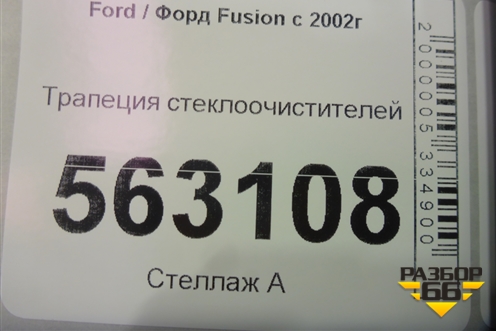 Ford / Форд Fusion с 2002г
Трапеция стеклоочистителей
563108
Стеллаж А
2000005334900
РАЗБОР
66